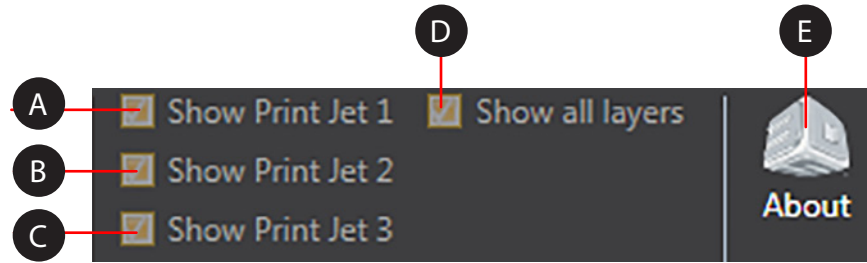 D
E
A
Show Print Jet 1
Show all layers
B
Show Print Jet 2
About
C
Show Print Jet 3